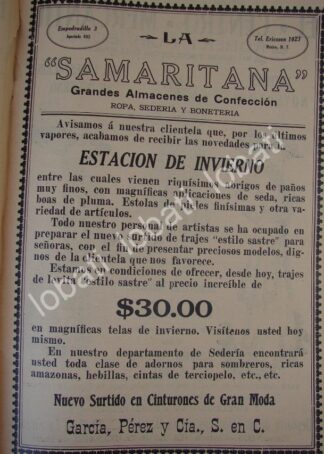 Empedradillo 3
Apartado 602
Tel. Ericsson 1027
Mexico, D. F.
- LA -
"SAMARITANA"
Grandes Almacenes de Confección
ROPA, SEDERIA Y BONETERIA
Avisamos á nuestra clientela que, por los últimos
vapores, acabamos de recibir las novedades para la
ESTACION DE INVIERNO
entre las cuales vienen riquísimos abrigos de paños
muy finos, con magníficas aplicaciones de seda, ricas
boas de pluma. Estolas de pieles finísimas y otra va-
riedad de artículos.
Todo nuestro personal de artistas se ha ocupado en
preparar el nuevo surtido de trajes "estilo sastre" para
señoras, con el fin de presentar preciosos modelos, dig-
nos de la clientela que nos favorece.
Estamos en condiciones de ofrecer, desde hoy, trajes
de levita "estilo sastre" al precio increíble de
$30.00
en magníficas telas de invierno. Visítenos usted hoy
mismo.
En nuestro departamento de Sedería encontrará
usted toda clase de adornos para sombreros, ricas
amazonas, hebillas, cintas de terciopelo, etc., etc.
Nuevo Surtido en Cinturones de Gran Moda
García, Pérez y Cía., S. en C.